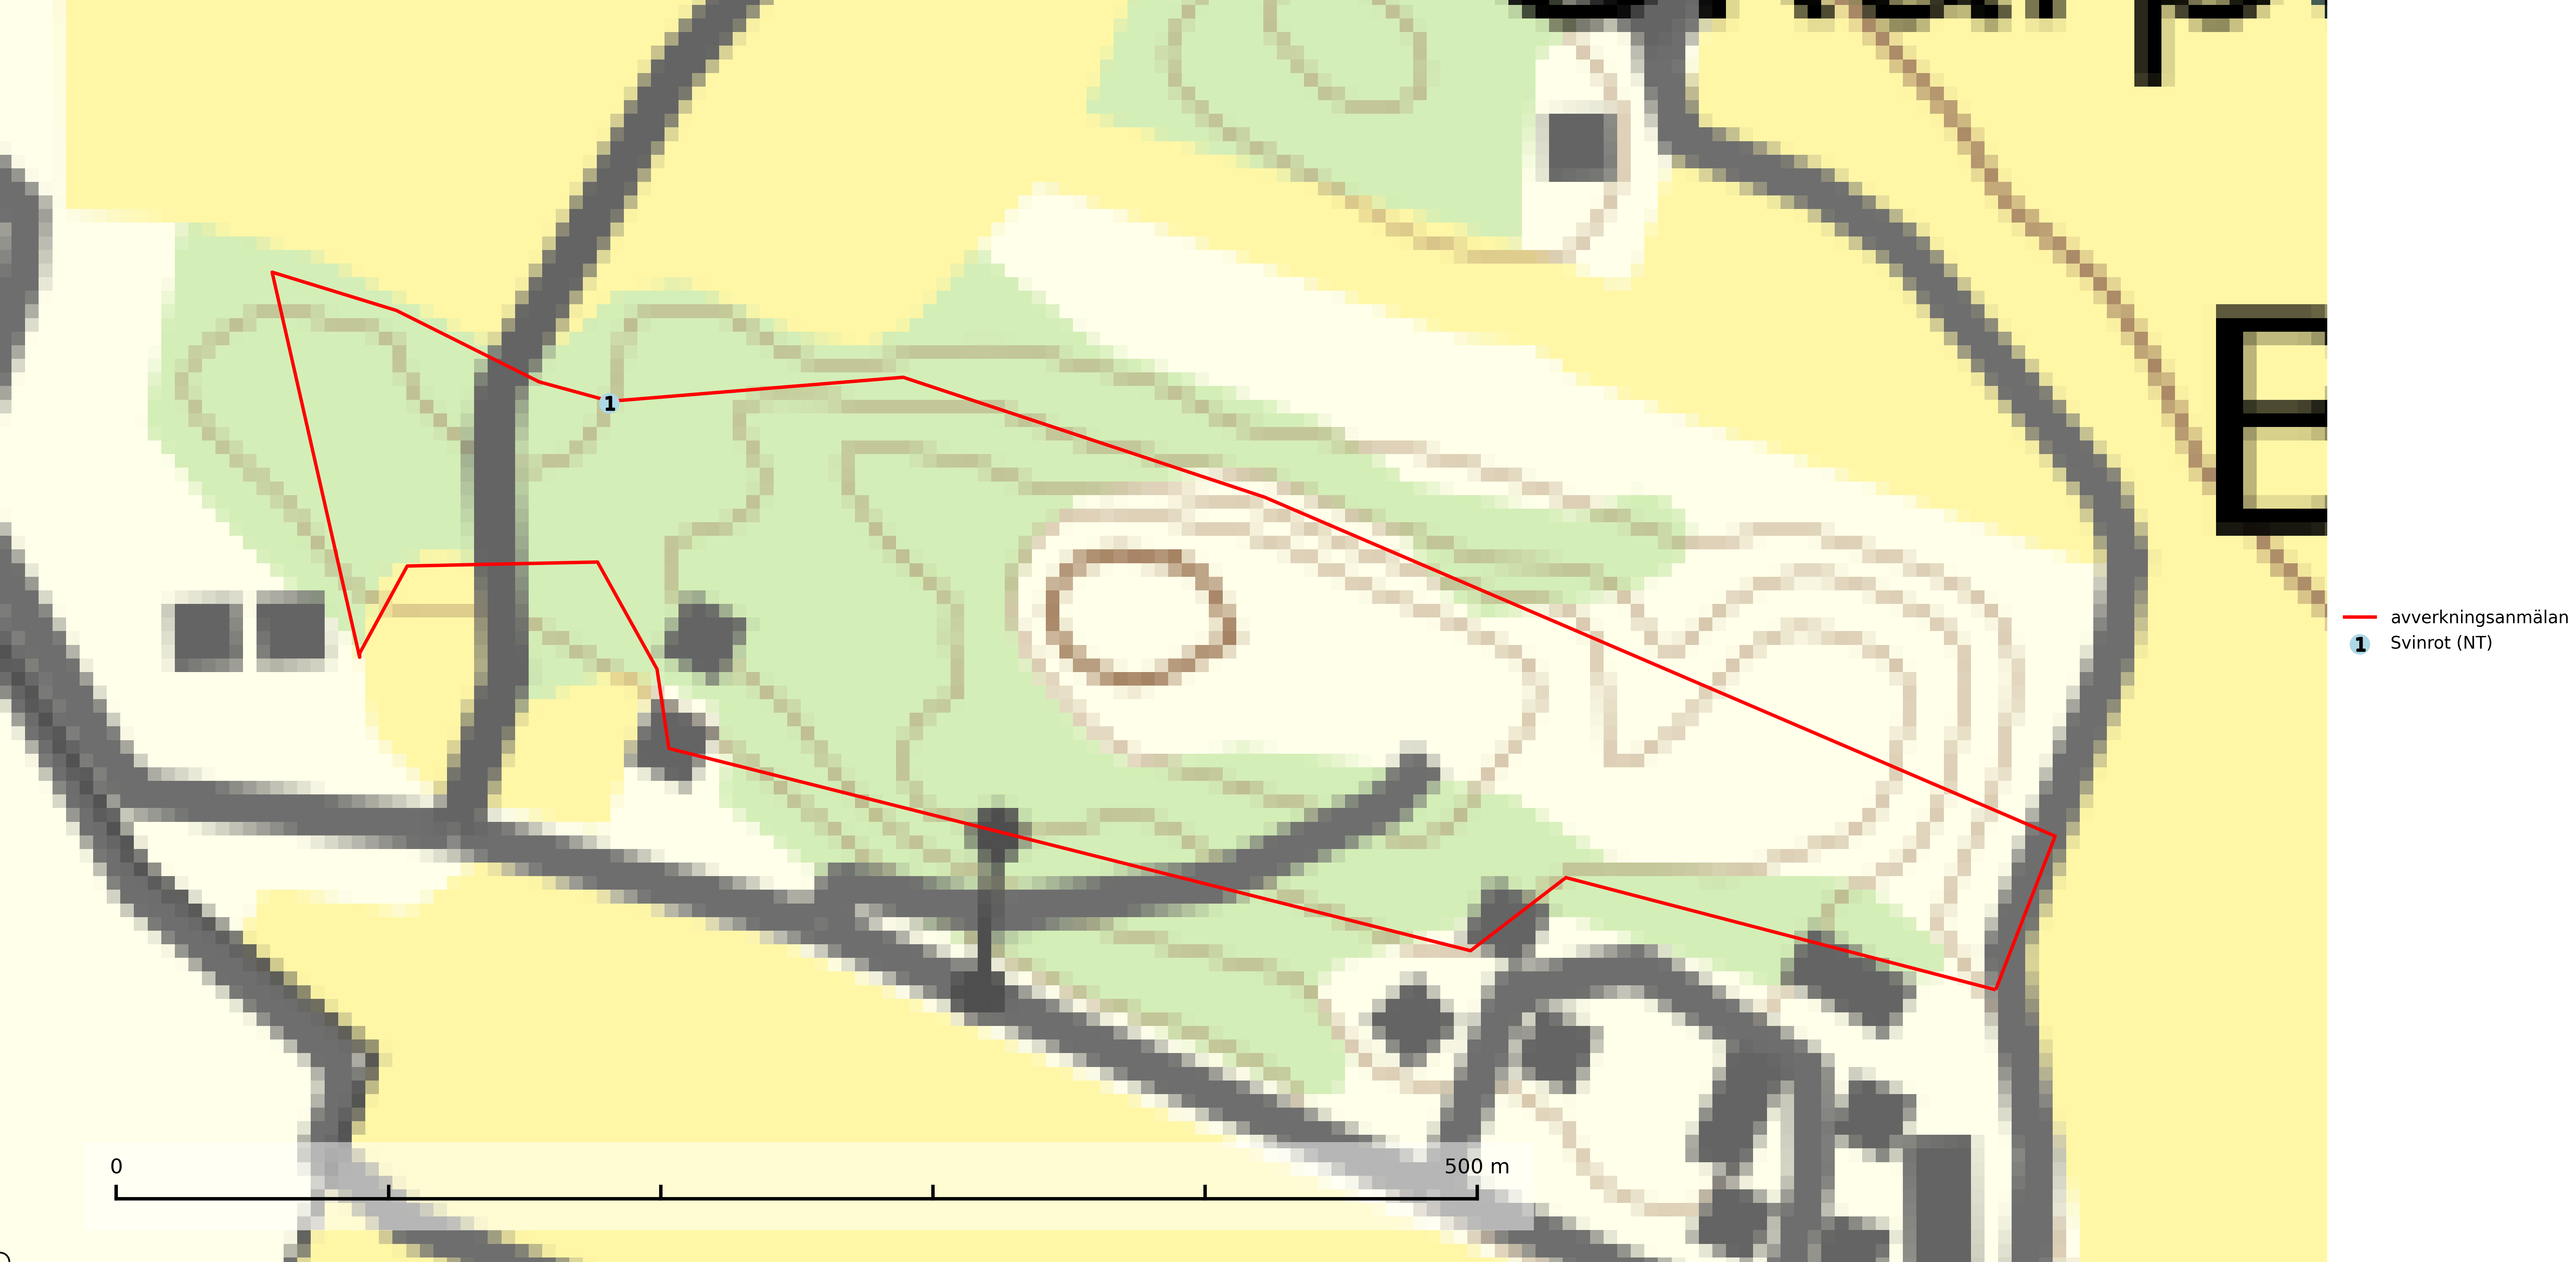 E
1
avverkningsanmälan
1 Svinrot (NT)
0 500 m